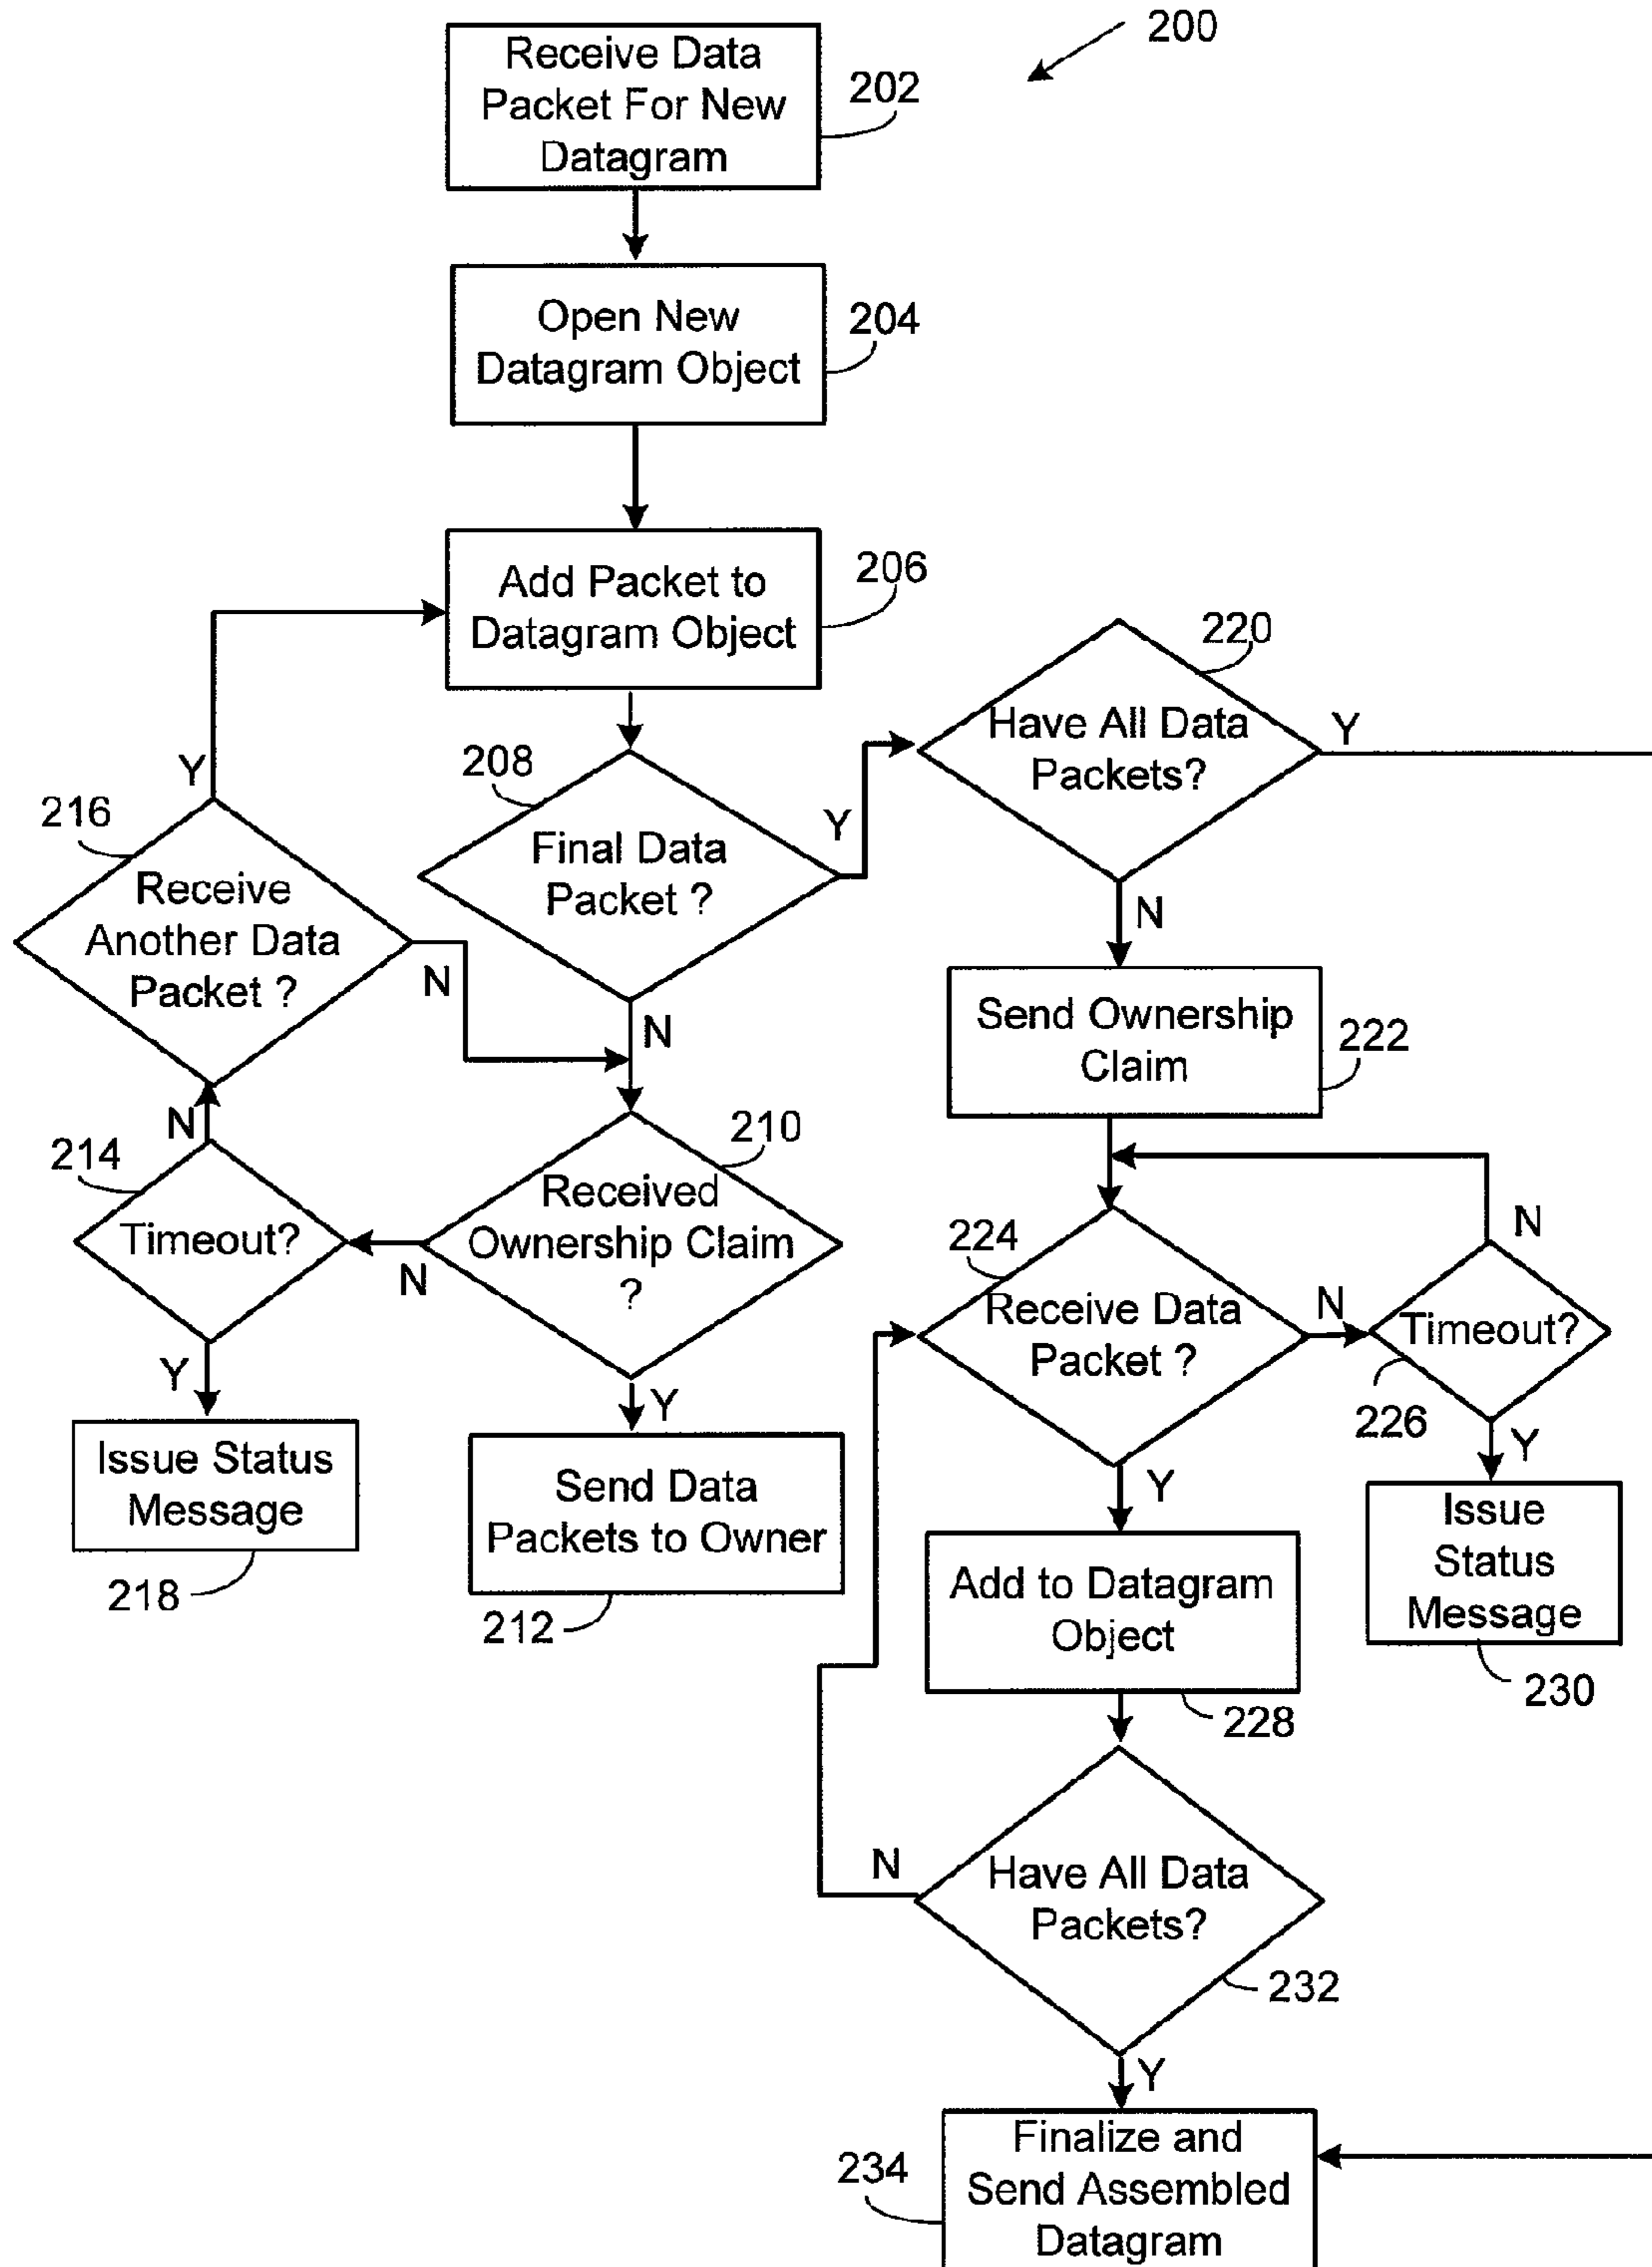 200
Receive Data
Packet For New
Datagram
202
Open New
Datagram Object
204
Add Packet to
Datagram Object
206
220
Have All Data
Packets?
Y
208
Final Data
Packet ?
Y
N
Y
216
Receive
Another Data
Packet ?
N
N
Send Ownership
Claim
222
N
214
Timeout?
Y
210
Received
Ownership Claim
?
N
Y
224
Receive Data
Packet ?
N
N
Timeout?
226
Y
Y
Issue Status
Message
218
Send Data
Packets to Owner
212
Issue
Status
Message
230
Add to Datagram
Object
228
Have All Data
Packets?
N
232
Y
Finalize and
Send Assembled
Datagram
234